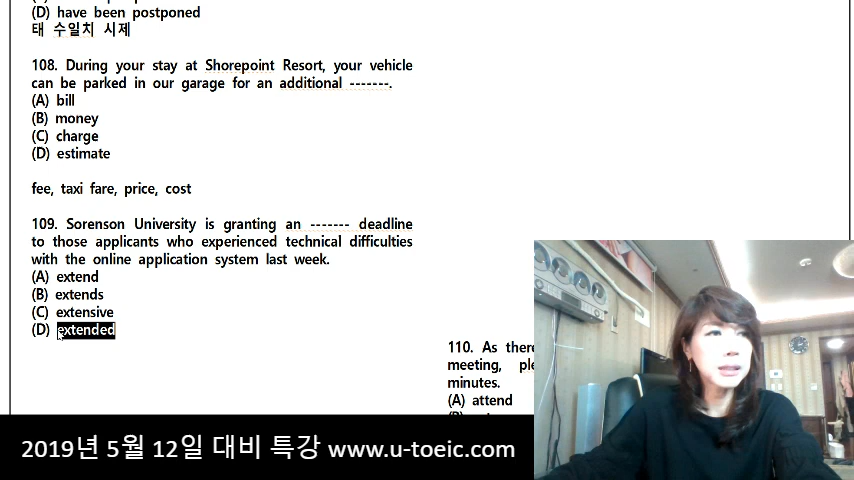 (D) have been postponed
태 수일치 시제
108. During your stay at Shorepoint Resort, your vehicle
can be parked in our garage for an additional -------.
(A) bill
(B) money
(C) charge
(D) estimate
fee, taxi fare, price, cost
109. Sorenson University is granting an ------- deadline
to those applicants who experienced technical difficulties
with the online application system last week.
(A) extend
(B) extends
(C) extensive
(D) extended
110. As there
meeting,
minutes.
(A) attend
2019년 5월 12일 대비 특강 www.u-toeic.com